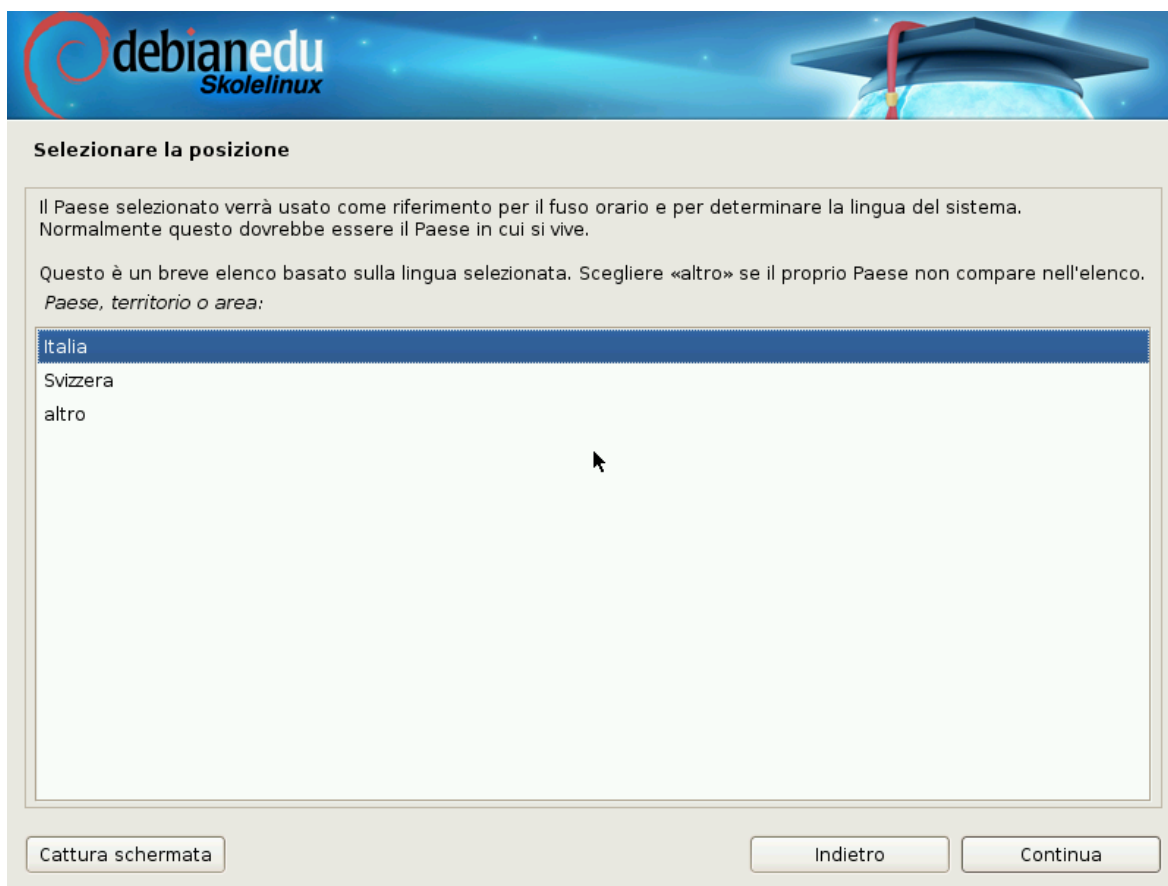 debianedu
Skolelinux
Selezionare la posizione
Il Paese selezionato verrà usato come riferimento per il fuso orario e per determinare la lingua del sistema.
Normalmente questo dovrebbe essere il Paese in cui si vive.
Questo è un breve elenco basato sulla lingua selezionata. Scegliere «altro» se il proprio Paese non compare nell'elenco.
Paese, territorio o area:
Italia
Svizzera
altro
Cattura schermata
Indietro
Continua